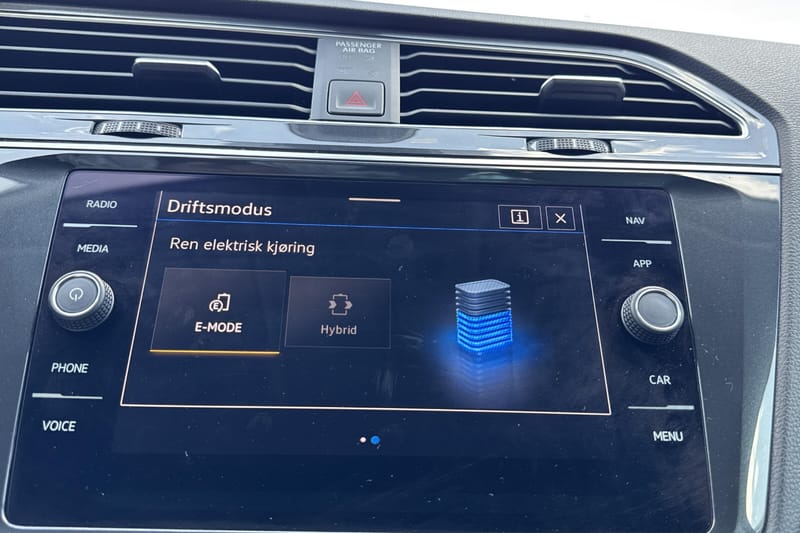 PASSENGER
AIR BAG
RADIO
MEDIA
PHONE
VOICE
Driftsmodus
i
Ren elektrisk kjøring
E
E-MODE
Hybrid
NAV
APP
CAR
MENU